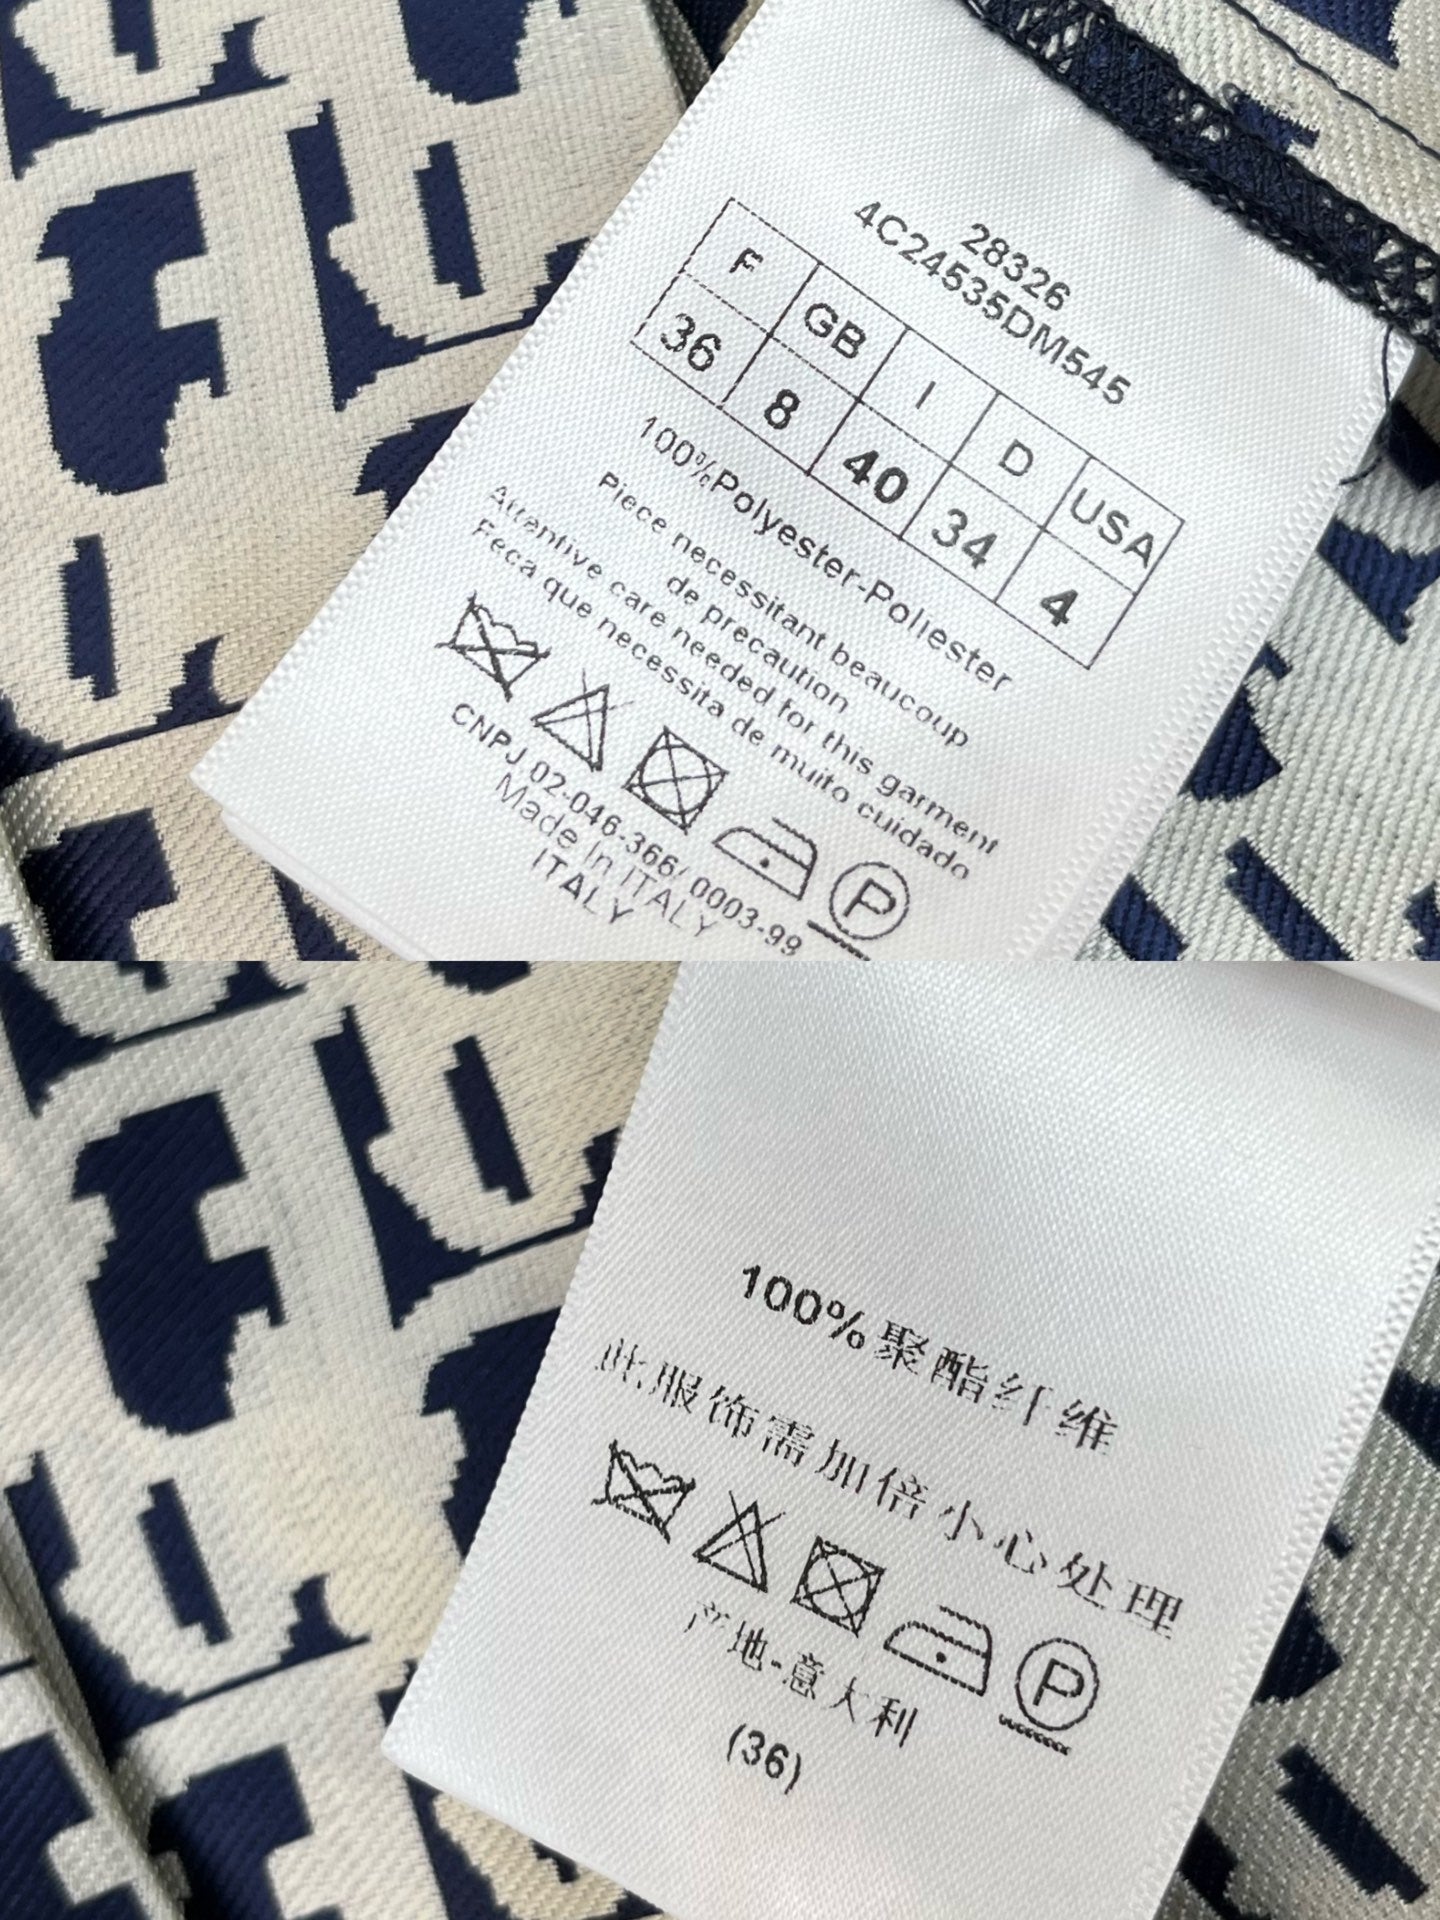 28326
4C24535DM545
F GB I D USA
36 8 40 34 4
100%Polyester-Poliester
Piece necessitant beaucoup
de precaution
Attentive care needed for this garment
Feca que necessita de muito cuidado
P
CNPJ 02-046-366/ 0003-99
Made In ITALY
ITALY
100%聚酯纤维
此服饰需加倍小心处理
P
产地-意大利
(36)